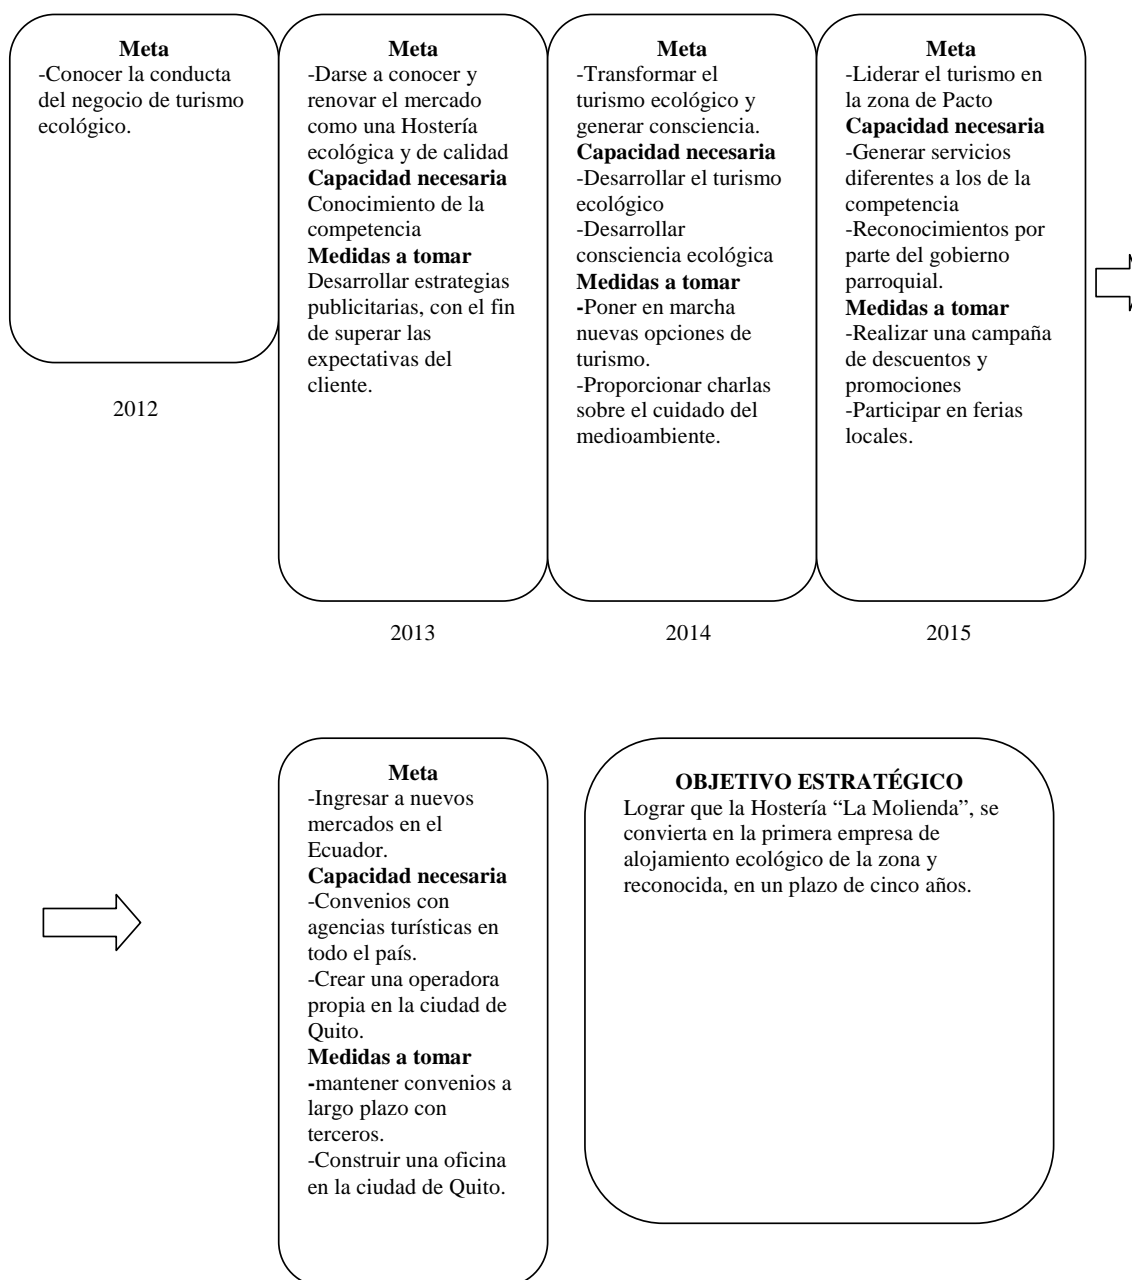 Meta
-Conocer la conducta
del negocio de turismo
ecológico.
2012
Meta
-Darse a conocer y
renovar el mercado
como una Hostería
ecológica y de calidad
Capacidad necesaria
Conocimiento de la
competencia
Medidas a tomar
Desarrollar estrategias
publicitarias, con el fin
de superar las
expectativas del
cliente.
2013
Meta
-Transformar el
turismo ecológico y
generar consciencia.
Capacidad necesaria
-Desarrollar el turismo
ecológico
-Desarrollar
consciencia ecológica
Medidas a tomar
-Poner en marcha
nuevas opciones de
turismo.
-Proporcionar charlas
sobre el cuidado del
medioambiente.
2014
Meta
-Liderar el turismo en
la zona de Pacto
Capacidad necesaria
-Generar servicios
diferentes a los de la
competencia
-Reconocimientos por
parte del gobierno
parroquial.
Medidas a tomar
-Realizar una campaña
de descuentos y
promociones
-Participar en ferias
locales.
2015
Meta
-Ingresar a nuevos
mercados en el
Ecuador.
Capacidad necesaria
-Convenios con
agencias turísticas en
todo el país.
-Crear una operadora
propia en la ciudad de
Quito.
Medidas a tomar
-mantener convenios a
largo plazo con
terceros.
-Construir una oficina
en la ciudad de Quito.
OBJETIVO ESTRATÉGICO
Lograr que la Hostería “La Molienda”, se
convierta en la primera empresa de
alojamiento ecológico de la zona y
reconocida, en un plazo de cinco años.